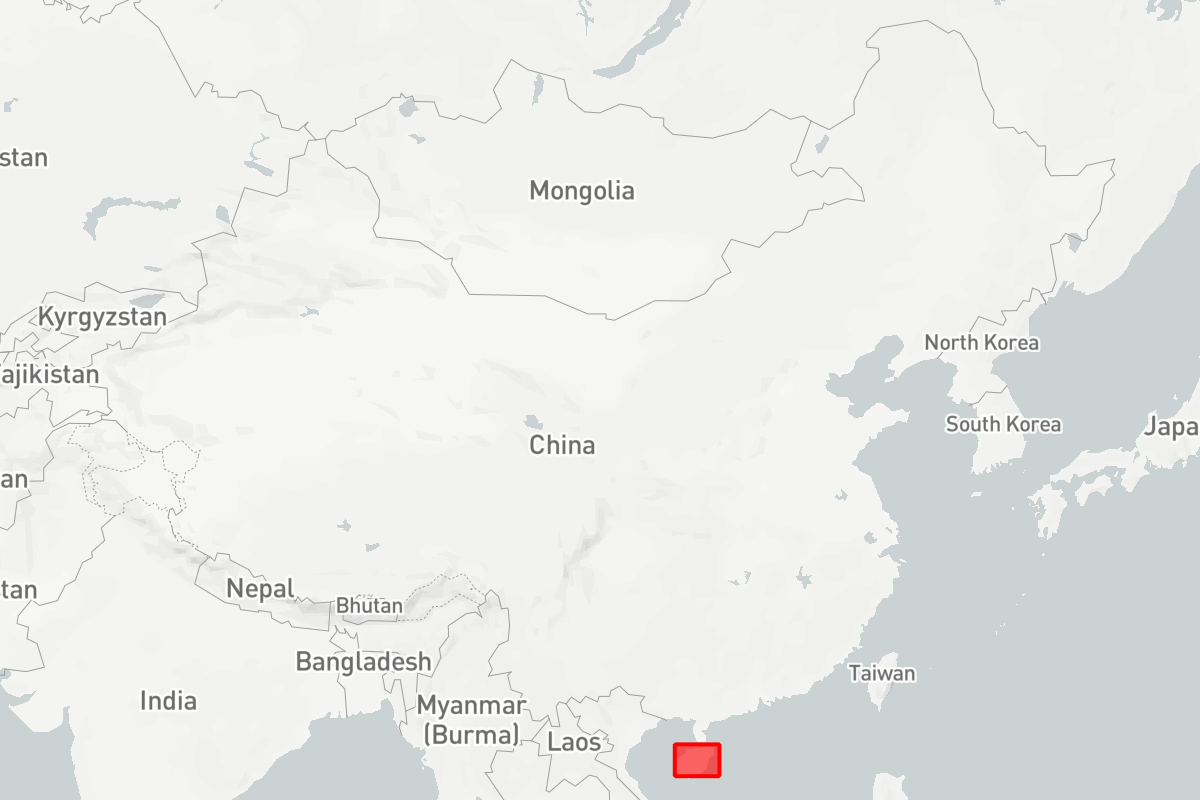 stan
Mongolia
Kyrgyzstan
North Korea
ajikistan
South Korea
Japa
China
an
stan
Nepal
Bhutan
Bangladesh
Taiwan
India
Myanmar
(Burma)
Laos